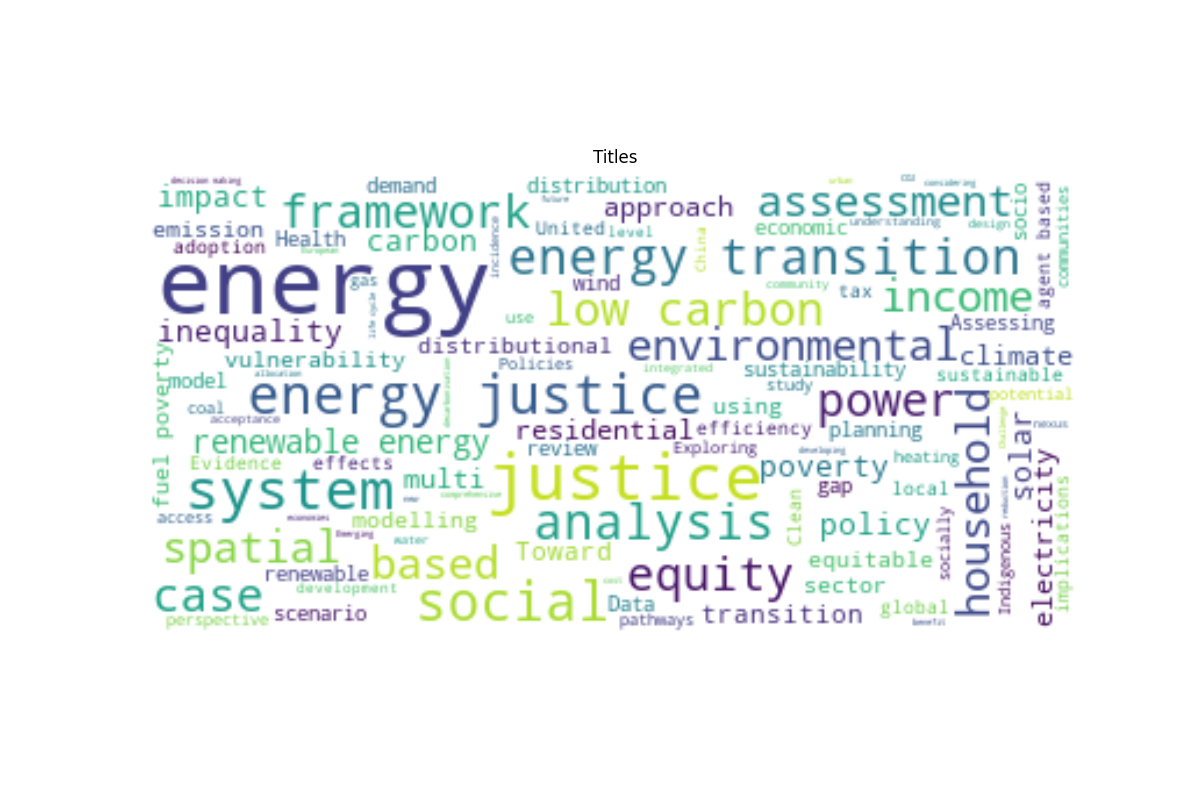 Titles
decision making
demand
distribution
urban
CO2
considering
impact
future
framework
approach
assessment
socio
agent based
communities
emission
adoption
Health
European
carbon
incidence
United
level
economic
understanding
design
energy
gas
life cycle
energy transition
China
wind
community
tax
income
use
low carbon
inequality
distributional
environmental
Assessing
climate
vulnerability
allocation
Policies
integrated
sustainability
sustainable
fuel poverty
model
decarbonisation
study
potential
energy justice
coal
acceptance
using
power
household
Challenge
nexus
renewable energy
residential
efficiency
planning
solar
Evidence
effects
review
Exploring
developing
heating
system
multi
comprehensive
new
justice
poverty
gap
local
reduction
electricity
implications
access
economies
Emerging
modelling
water
analysis
Clean
policy
socially
Indigenous
spatial
renewable
based
Toward
equity
equitable
case
development
social
cost
Data
sector
perspective
scenario
pathways
transition
global
benefit